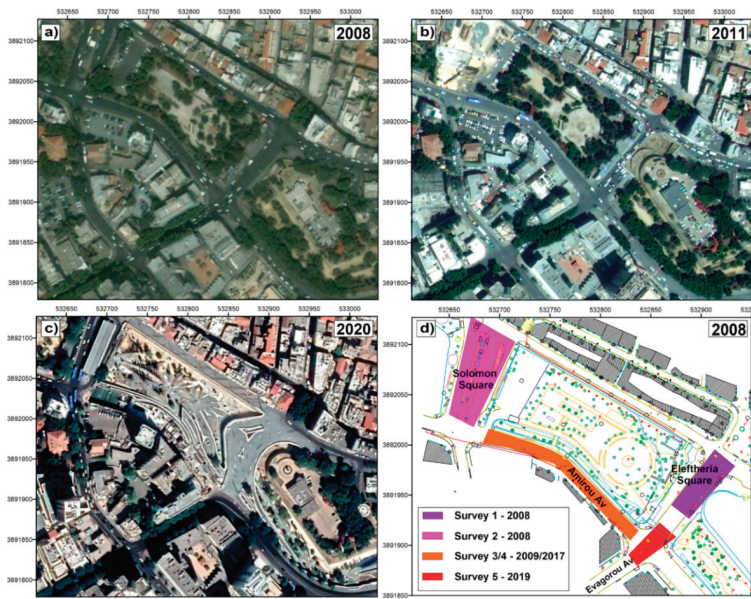 532650 532700 532750 532800 532850 532900 532950 533000
a) 2008
3892100
3892050
3892000
3891950
3891900
3891850
3891800
532650 532700 532750 532800 532850 532900 532950 533000
b) 2011
3892100
3892050
3892000
3891950
3891900
3891850
3891800
532650 532700 532750 532800 532850 532900 532950 533000
c) 2020
3892100
3892050
3892000
3891950
3891900
3891850
3891800
532650 532700 532750 532800 532850 532900
d) 2008
3892100
3892050
3892000
3891950
3891900
3891850
Solomon
Square
Amirou Av
Eleftheria
Square
Evagorou Av
Survey 1 - 2008
Survey 2 - 2008
Survey 3/4 - 2009/2017
Survey 5 - 2019